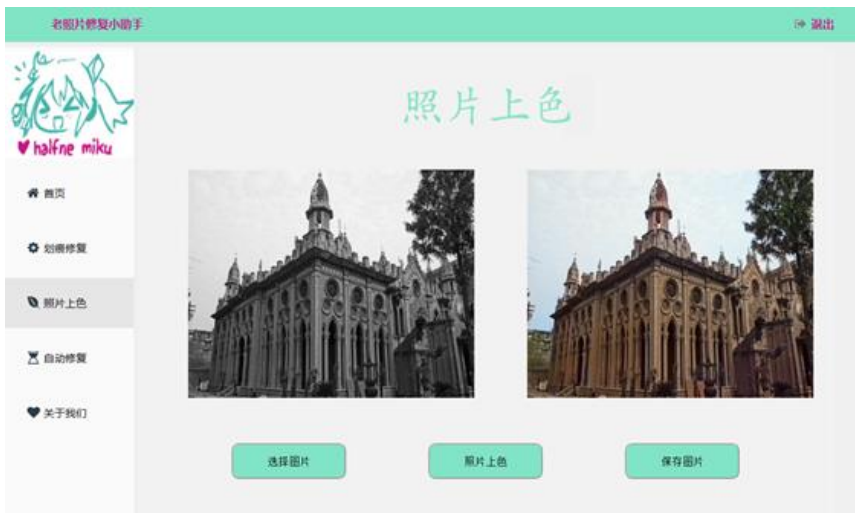 老照片修复小助手
退出
halfne miku
照片上色
首页
划痕修复
照片上色
自动修复
关于我们
选择图片
照片上色
保存图片